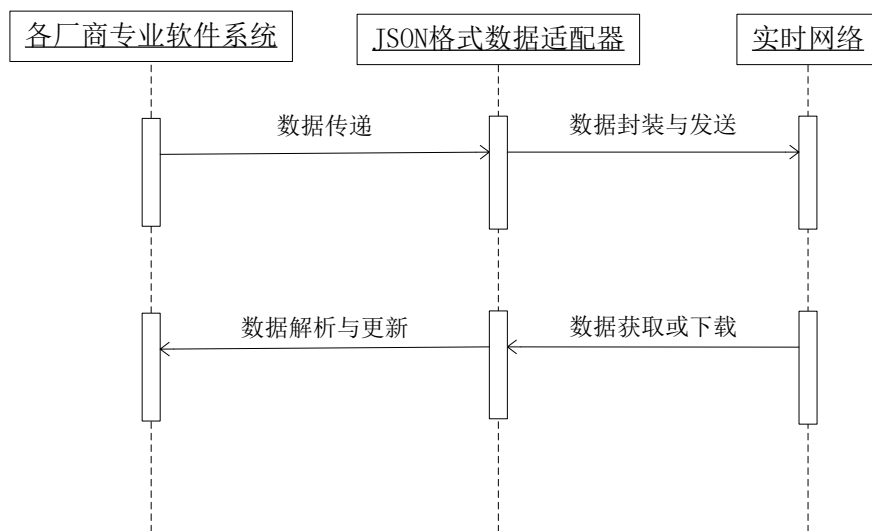 各厂商专业软件系统
JSON格式数据适配器
实时网络
数据传递
数据封装与发送
数据解析与更新
数据获取或下载